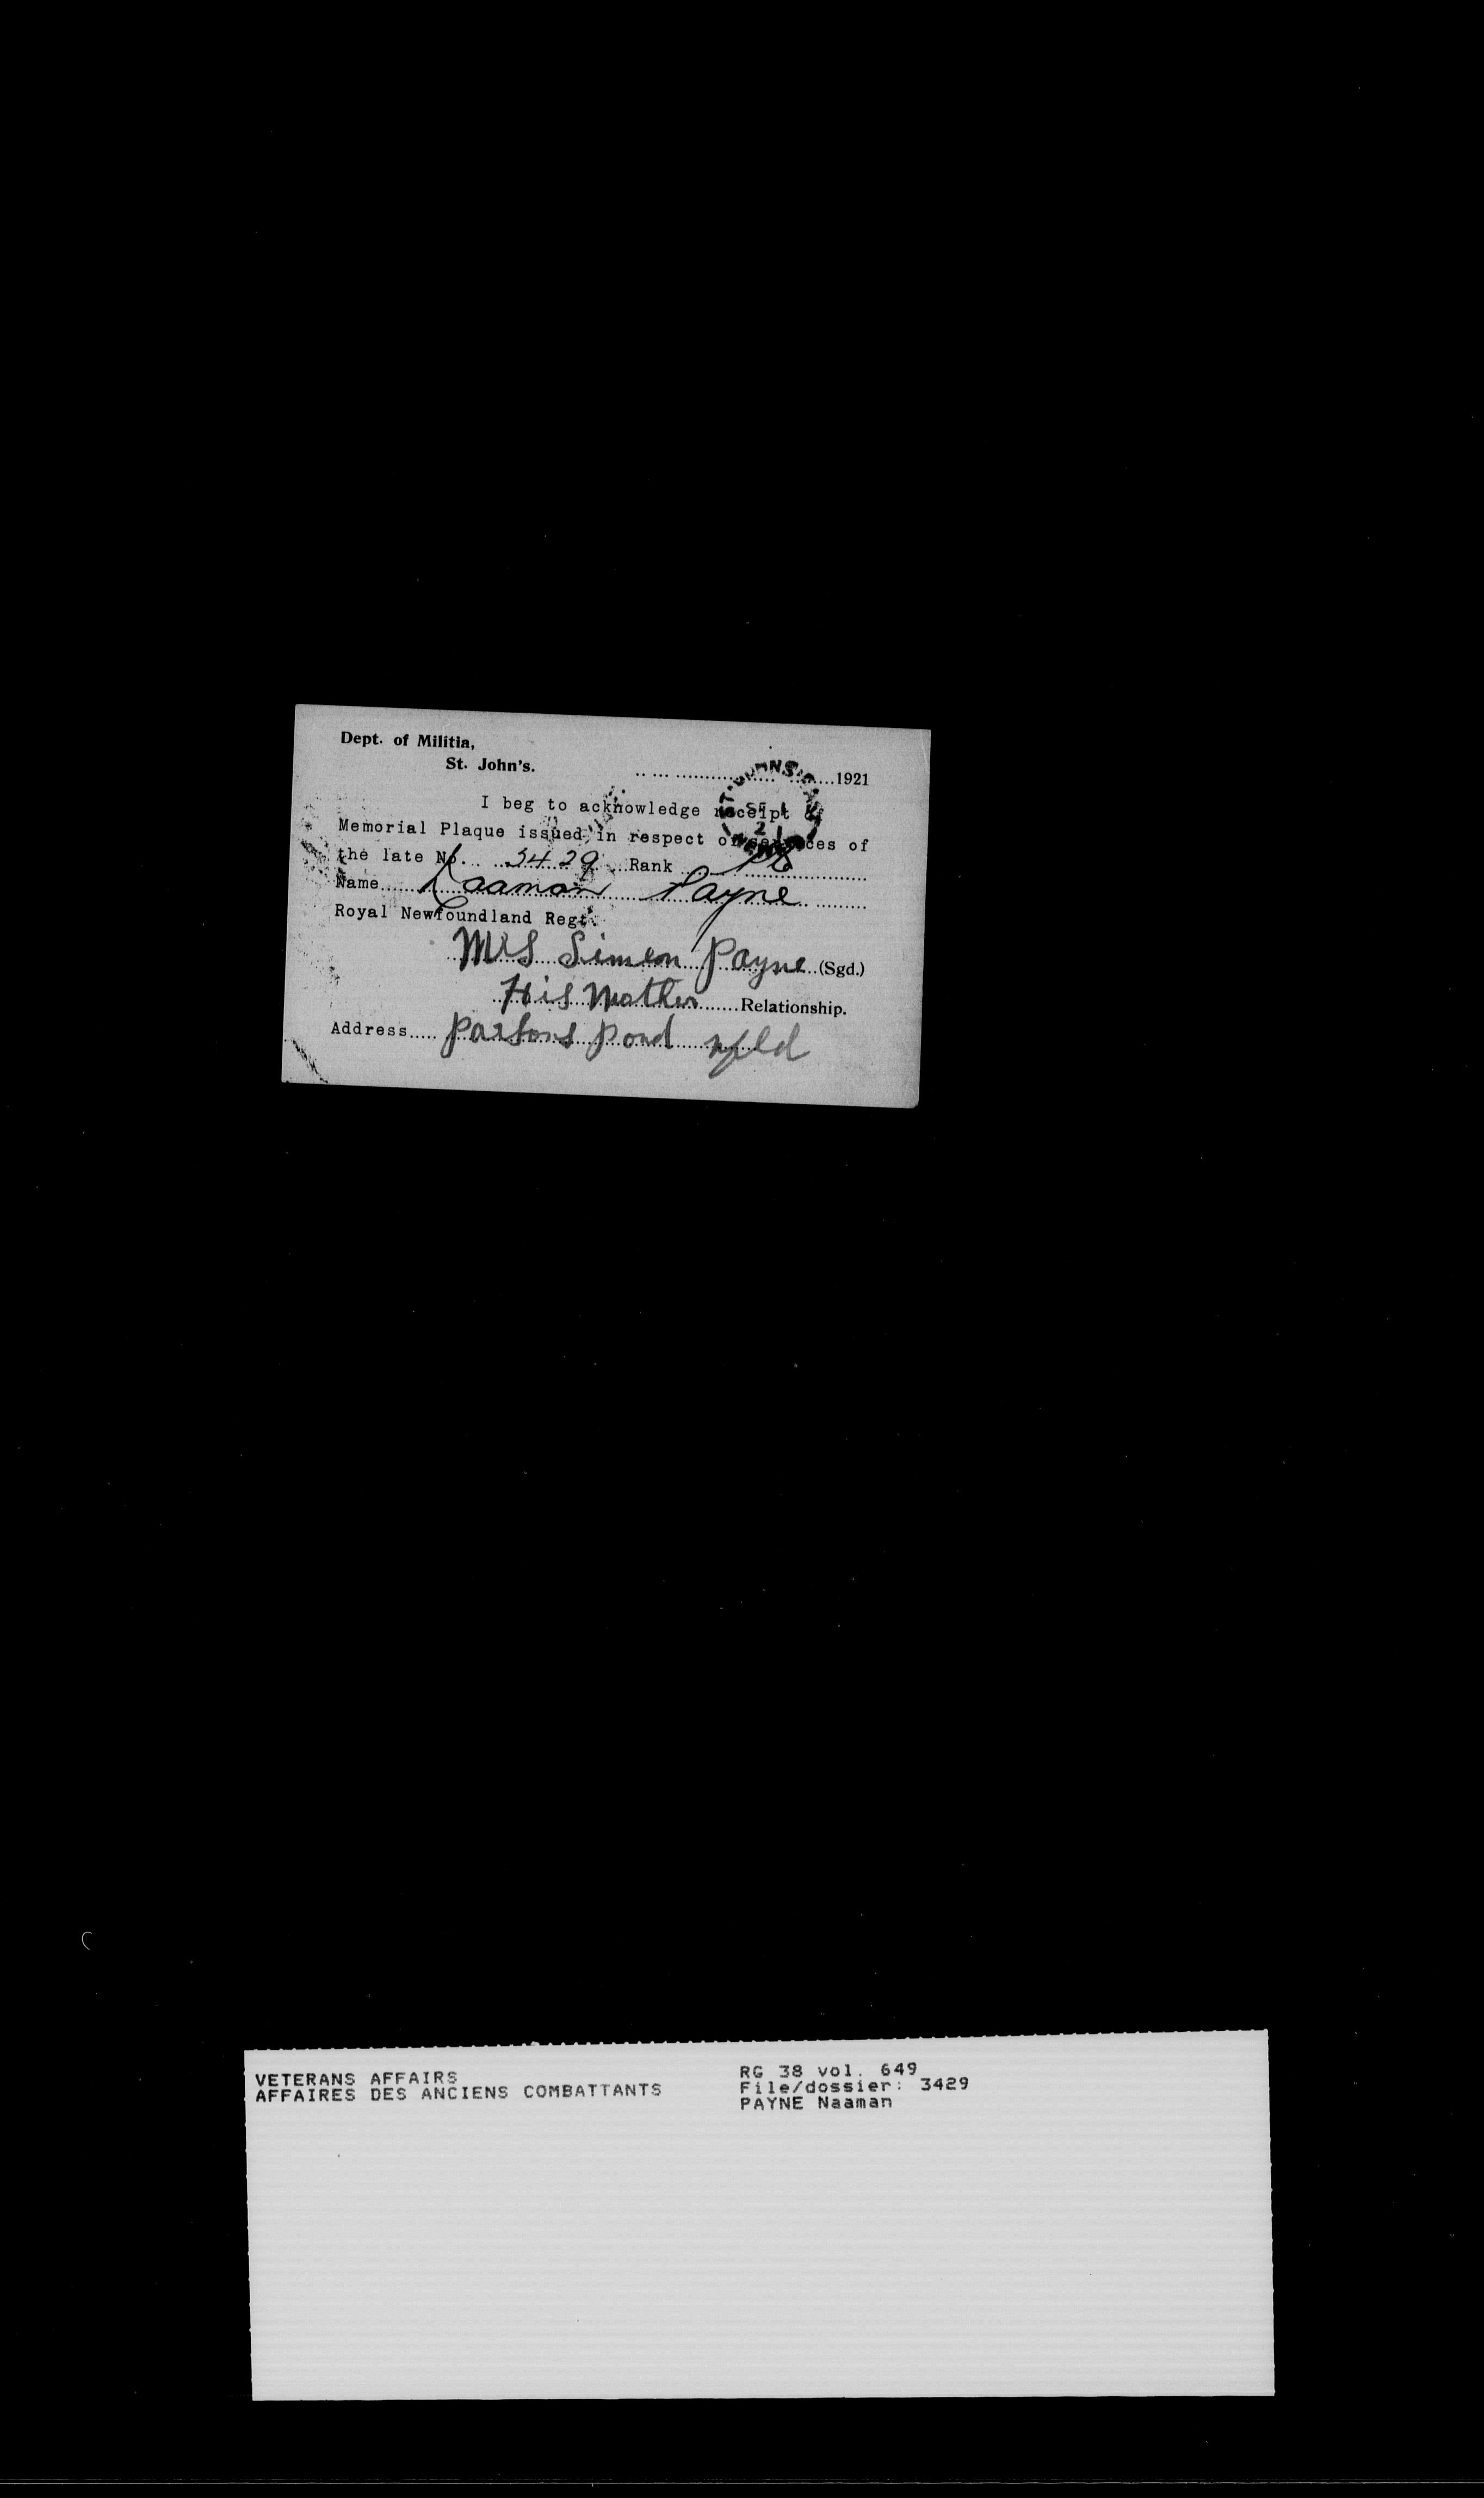 Dept. of Militia,
St. John's.
1921
I beg to acknowledge receipt of
Memorial Plaque issued in respect of services of
the late No. 3429 Rank Pte
Name Naaman Payne
Royal Newfoundland Regt.
Mrs Simeon Payne (Sgd.)
His Mother Relationship.
Address Parsons Pond Nfld
VETERANS AFFAIRS
AFFAIRES DES ANCIENS COMBATTANTS
RG 38 vol. 649
File/dossier: 3429
PAYNE Naaman